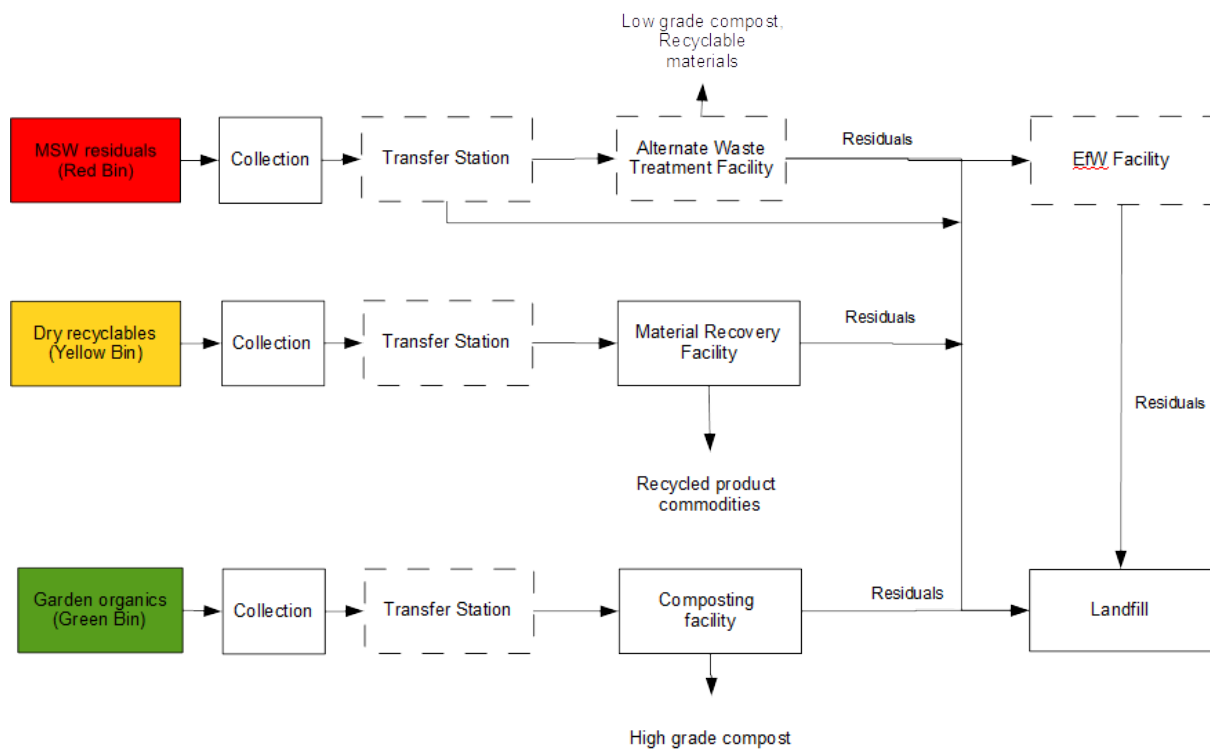 Low grade compost,
Recyclable
materials
MSW residuals
(Red Bin)
Collection
Transfer Station
Alternate Waste
Treatment Facility
Residuals
EfW Facility
Dry recyclables
(Yellow Bin)
Collection
Transfer Station
Material Recovery
Facility
Residuals
Residuals
Recycled product
commodities
Garden organics
(Green Bin)
Collection
Transfer Station
Composting
facility
Residuals
Landfill
High grade compost